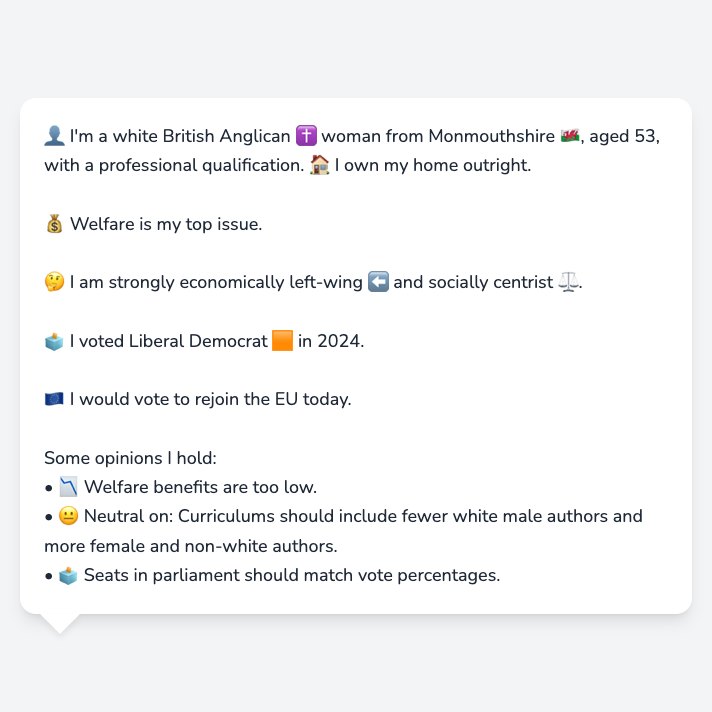 👤 I'm a white British Anglican ✝️ woman from Monmouthshire 🏴󠁧󠁢󠁷󠁬󠁳󠁿, aged 53,
with a professional qualification. 🏠 I own my home outright.
💰 Welfare is my top issue.
🤔 I am strongly economically left-wing ⬅️ and socially centrist ⚖️.
🗳️ I voted Liberal Democrat 🟧 in 2024.
🇪🇺 I would vote to rejoin the EU today.
Some opinions I hold:
• 📉 Welfare benefits are too low.
• 😐 Neutral on: Curriculums should include fewer white male authors and
more female and non-white authors.
• 🗳️ Seats in parliament should match vote percentages.